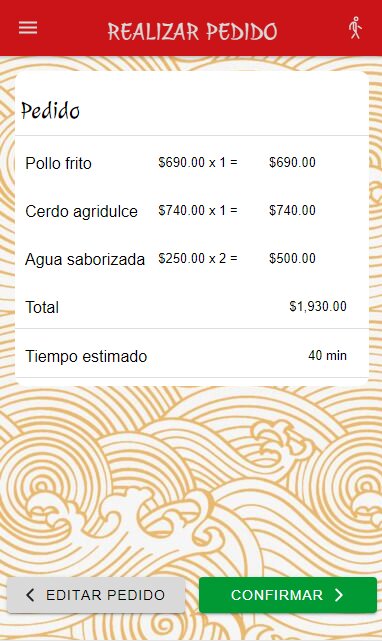 REALIZAR PEDIDO
Pedido
Pollo frito $690.00 x 1 = $690.00
Cerdo agridulce $740.00 x 1 = $740.00
Agua saborizada $250.00 x 2 = $500.00
Total $1,930.00
Tiempo estimado 40 min
EDITAR PEDIDO CONFIRMAR